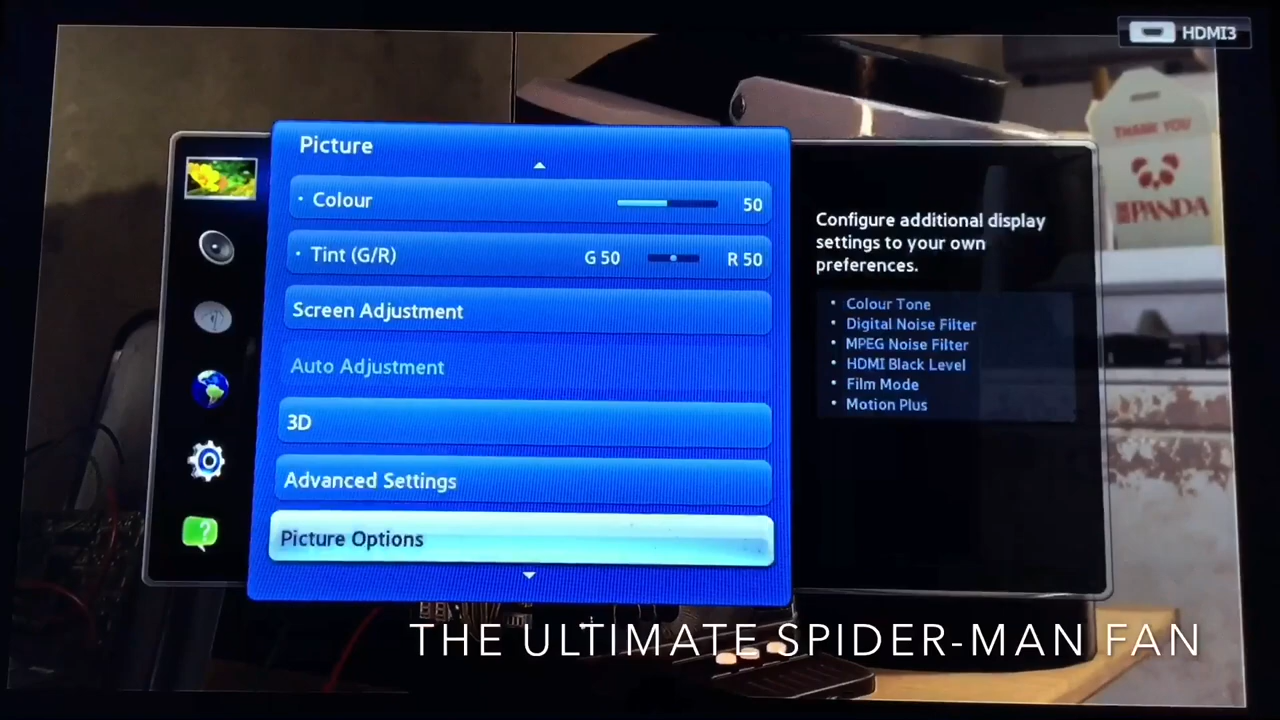 HDMI3
Picture
· Colour 50
· Tint (G/R) G 50 R 50
Screen Adjustment
Auto Adjustment
3D
Advanced Settings
Picture Options
Configure additional display
settings to your own
preferences.
• Colour Tone
• Digital Noise Filter
• MPEG Noise Filter
• HDMI Black Level
• Film Mode
• Motion Plus
THANK YOU
PANDA
?
THE ULTIMATE SPIDER-MAN FAN